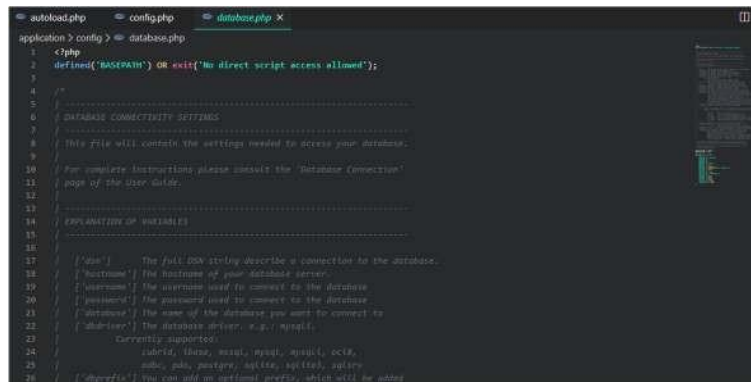 autoload.php config.php database.php ×
application > config > database.php
1 <?php
2 defined('BASEPATH') OR exit('No direct script access allowed');
3
4 /*
5 | -------------------------------------------------------------------
6 | DATABASE CONNECTIVITY SETTINGS
7 | -------------------------------------------------------------------
8 | This file will contain the settings needed to access your database.
9 |
10 | For complete instructions please consult the 'Database Connection'
11 | page of the User Guide.
12 |
13 | -------------------------------------------------------------------
14 | EXPLANATION OF VARIABLES
15 | -------------------------------------------------------------------
16 |
17 | ['dsn'] The full DSN string describe a connection to the database.
18 | ['hostname'] The hostname of your database server.
19 | ['username'] The username used to connect to the database
20 | ['password'] The password used to connect to the database
21 | ['database'] The name of the database you want to connect to
22 | ['dbdriver'] The database driver. e.g.: mysqli.
23 | Currently supported:
24 | cubrid, ibase, mssql, mysql, mysqli, oci8,
25 | odbc, pdo, postgre, sqlite, sqlite3, sqlsrv
26 | ['dbprefix'] You can add an optional prefix, which will be added